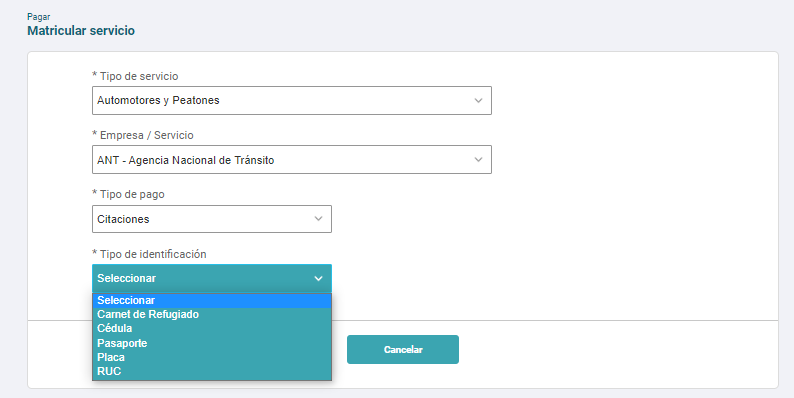 Pagar
Matricular servicio
* Tipo de servicio
Automotores y Peatones
* Empresa / Servicio
ANT - Agencia Nacional de Tránsito
* Tipo de pago
Citaciones
* Tipo de identificación
Seleccionar
Seleccionar
Carnet de Refugiado
Cédula
Pasaporte
Placa
RUC
Cancelar